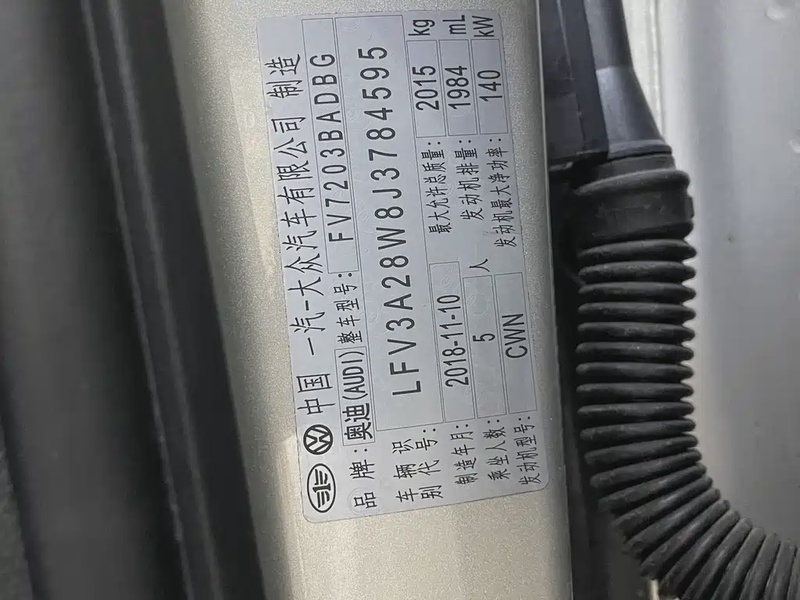 中国 一汽-大众汽车有限公司 制造
品牌: 奥迪(AUDI) 整车型号: FV7203BADBG
车辆识别代号: LFV3A28W8J3784595
制造年月: 2018-11-10 最大允许总质量: 2015 kg
乘坐人数: 5 人 发动机排量: 1984 mL
发动机型号: CWN 发动机最大净功率: 140 kW